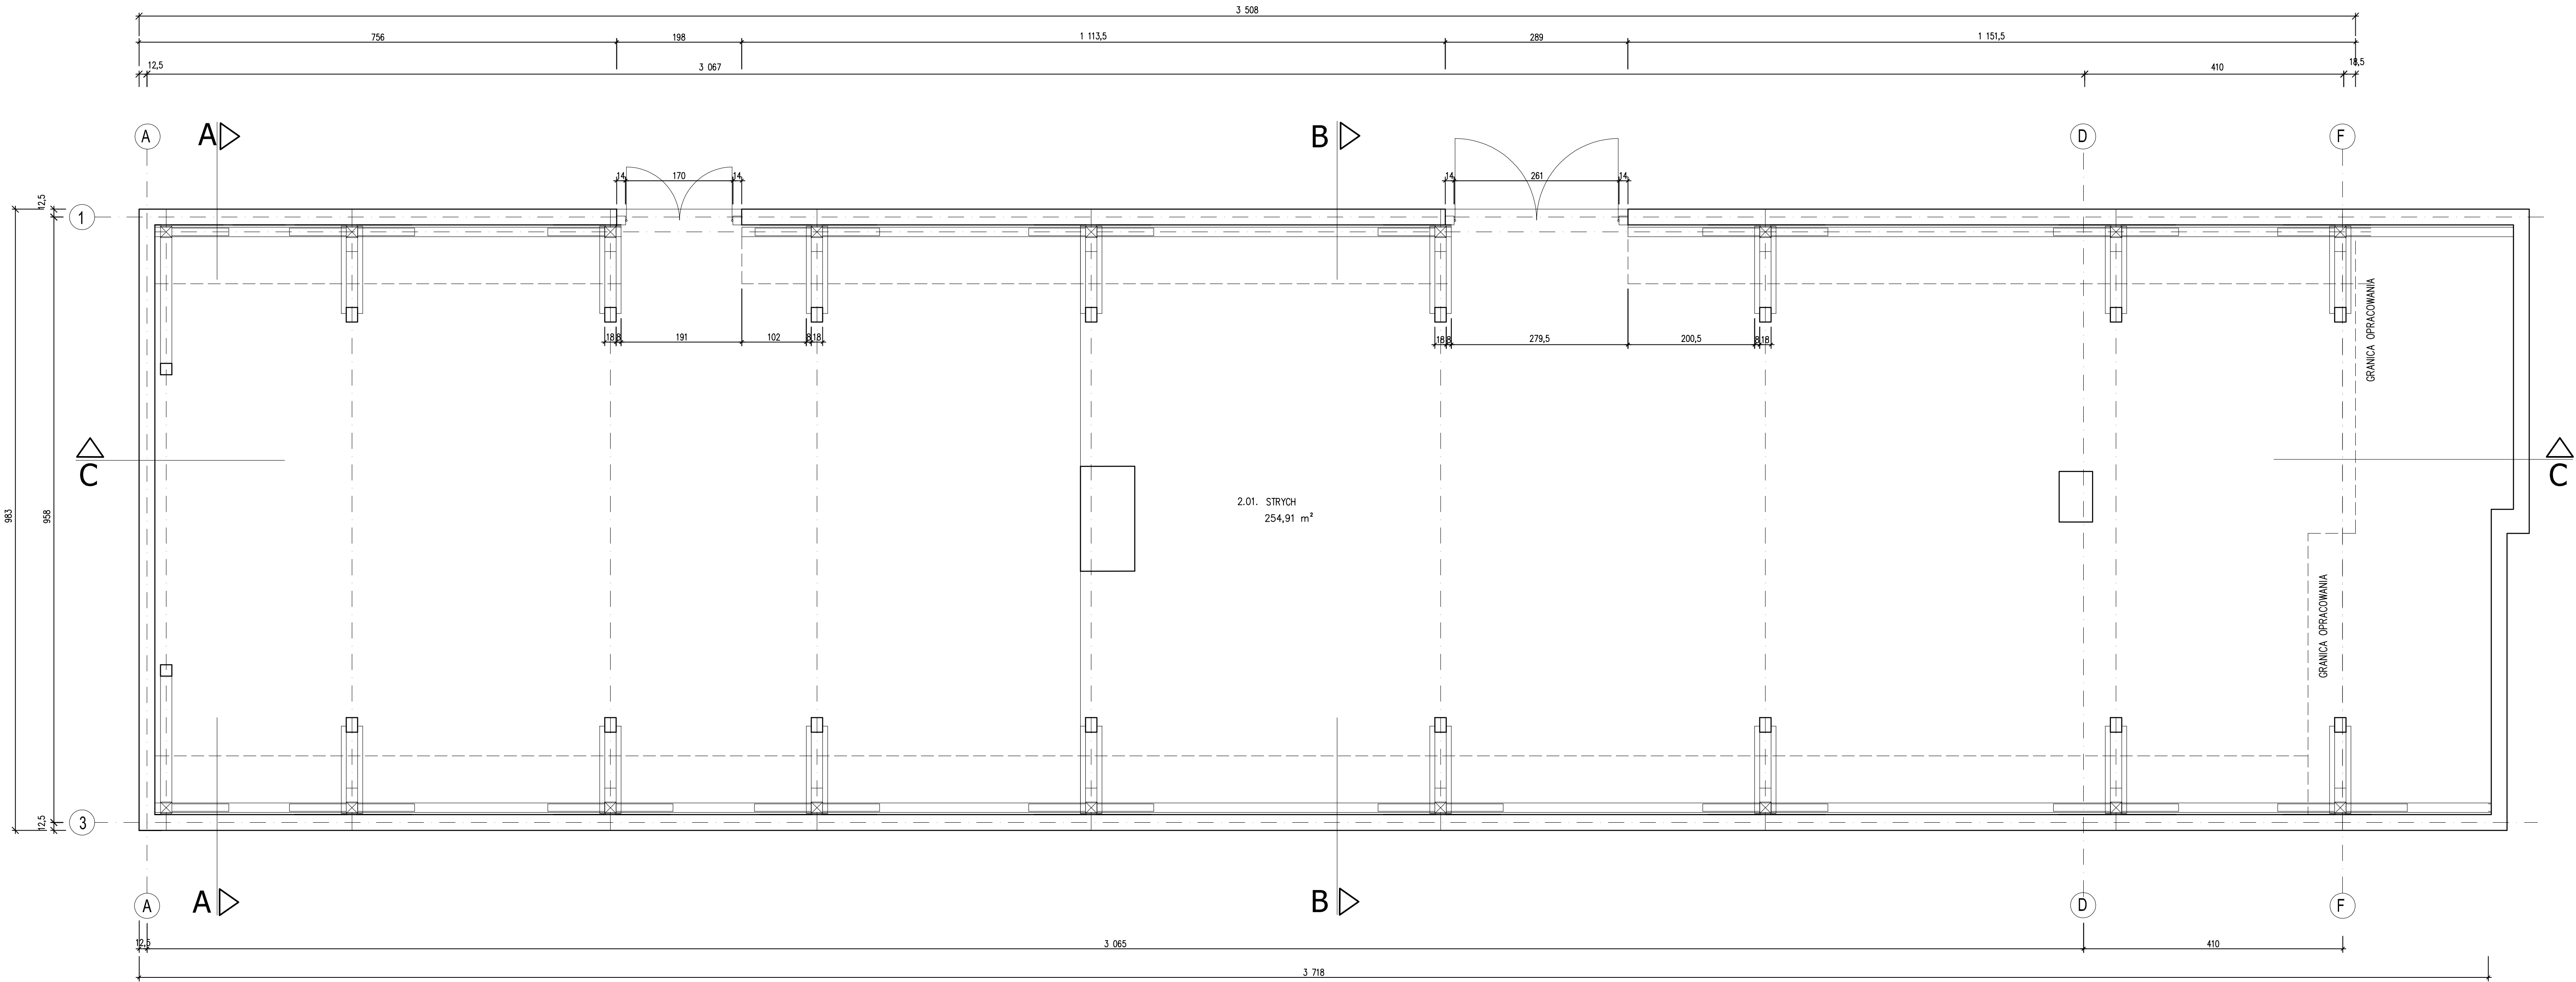 3 508
756
198
1 113,5
289
1 151,5
12,5
3 067
410
18,5
A
A
B
D
F
14
170
14
14
261
14
12,5
1
18
8
191
102
8
18
18
8
279,5
200,5
8
18
GRANICA OPRACOWANIA
C
C
2.01. STRYCH
254,91 m²
983
958
GRANICA OPRACOWANIA
12,5
3
A
A
B
D
F
12,5
3 065
410
3 718